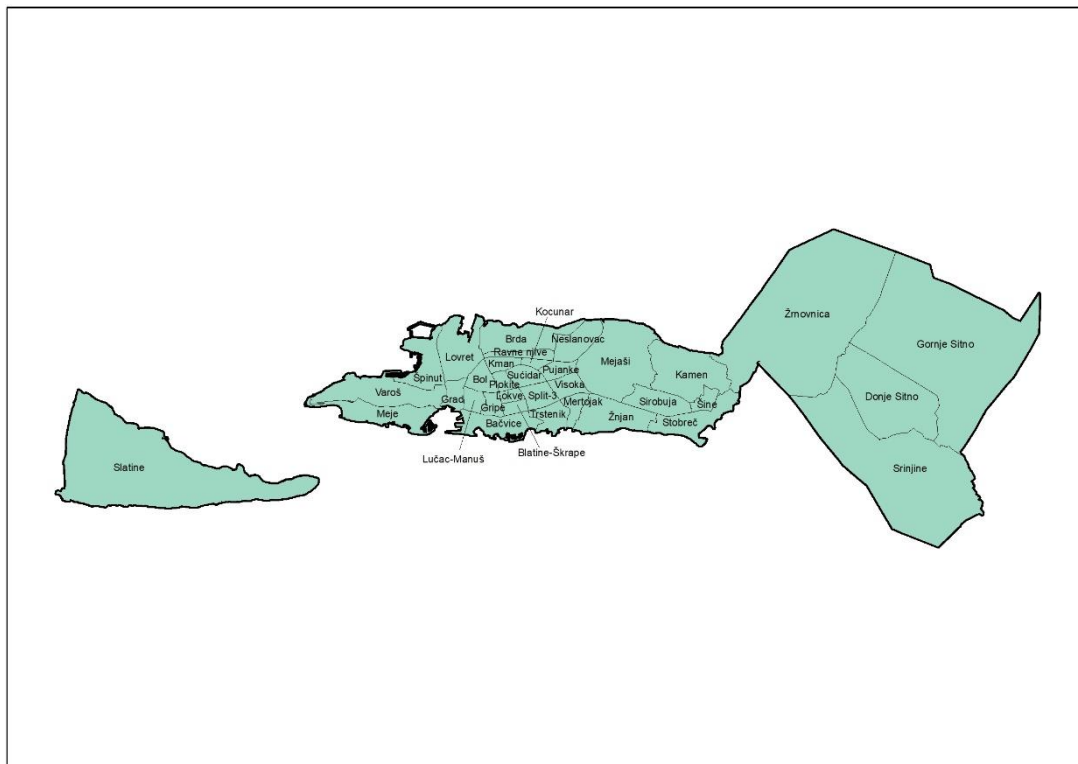 Kocunar
Žrnovnica
Brda
Neslanovac
Gornje Sitno
Ravne njive
Lovret
Mejaši
Kman
Pujanke
Kamen
Spinut
Bol
Sućidar
Plokite
Visoka
Varoš
Lokve
Split-3
Donje Sitno
Grad
Mertojak
Sirobuja
Šine
Gripe
Meje
Trstenik
Žnjan
Bačvice
Stobreč
Blatine-Škrape
Lučac-Manuš
Slatine
Srinjine